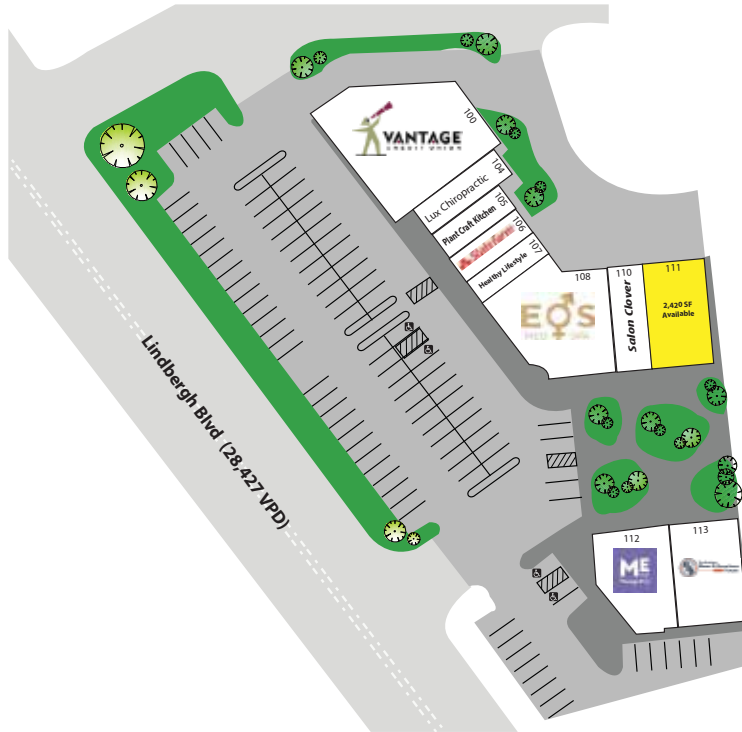 100
VANTAGE
CREDIT UNION
104
Lux Chiropractic
105
Plant Craft Kitchen
106
State Farm
107
Healthy Lifestyle
108
EOS
MED SPA
110
Salon Clover
111
2,420 SF
Available
Lindbergh Blvd (28,427 VPD)
112
ME
113